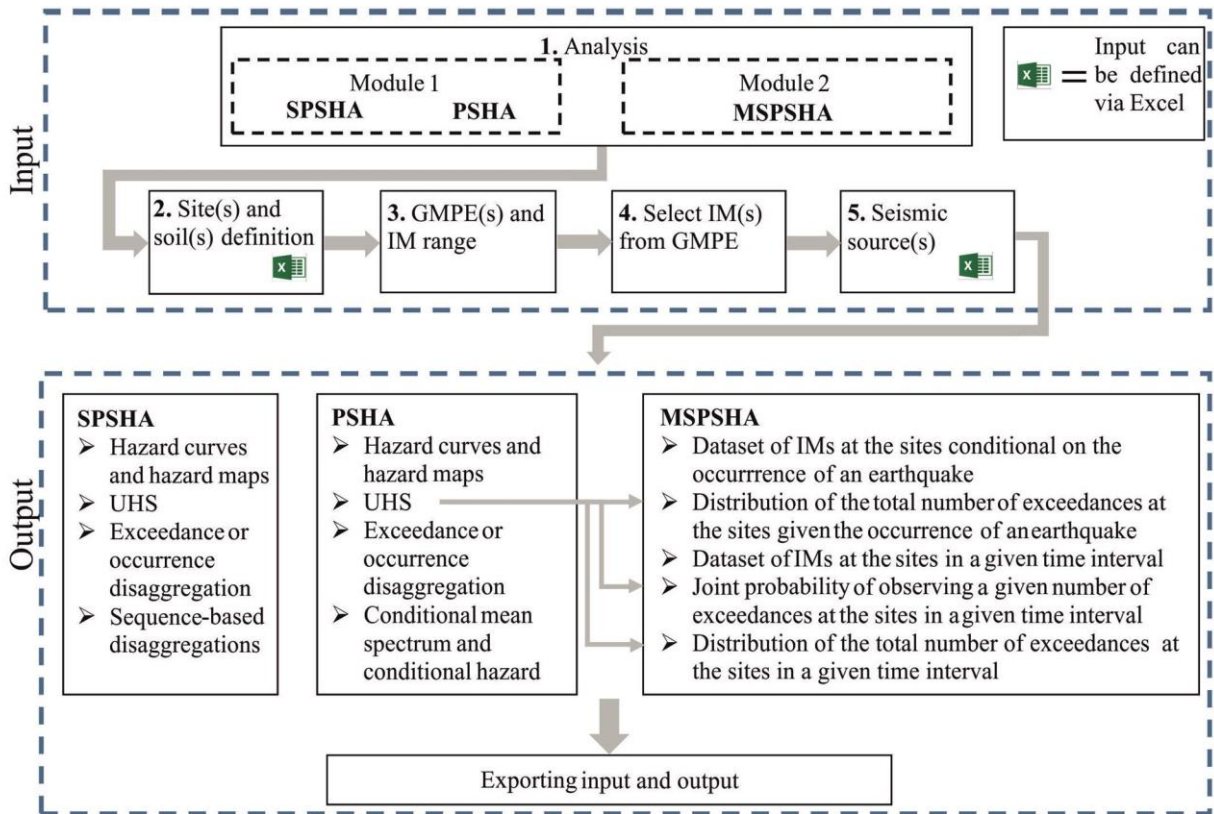 Input
1. Analysis
Module 1
SPSHA PSHA
Module 2
MSPSHA
X
= Input can
be defined
via Excel
2. Site(s) and
soil(s) definition
X
3. GMPE(s) and
IM range
4. Select IM(s)
from GMPE
5. Seismic
source(s)
X
Output
SPSHA
➢ Hazard curves
and hazard maps
➢ UHS
➢ Exceedance or
occurrence
disaggregation
➢ Sequence-based
disaggregations
PSHA
➢ Hazard curves and
hazard maps
➢ UHS
➢ Exceedance or
occurrence
disaggregation
➢ Conditional mean
spectrum and
conditional hazard
MSPSHA
➢ Dataset of IMs at the sites conditional on the
occurrrence of an earthquake
➢ Distribution of the total number of exceedances at
the sites given the occurrence of an earthquake
➢ Dataset of IMs at the sites in a given time interval
➢ Joint probability of observing a given number of
exceedances at the sites in a given time interval
➢ Distribution of the total number of exceedances at
the sites in a given time interval
Exporting input and output